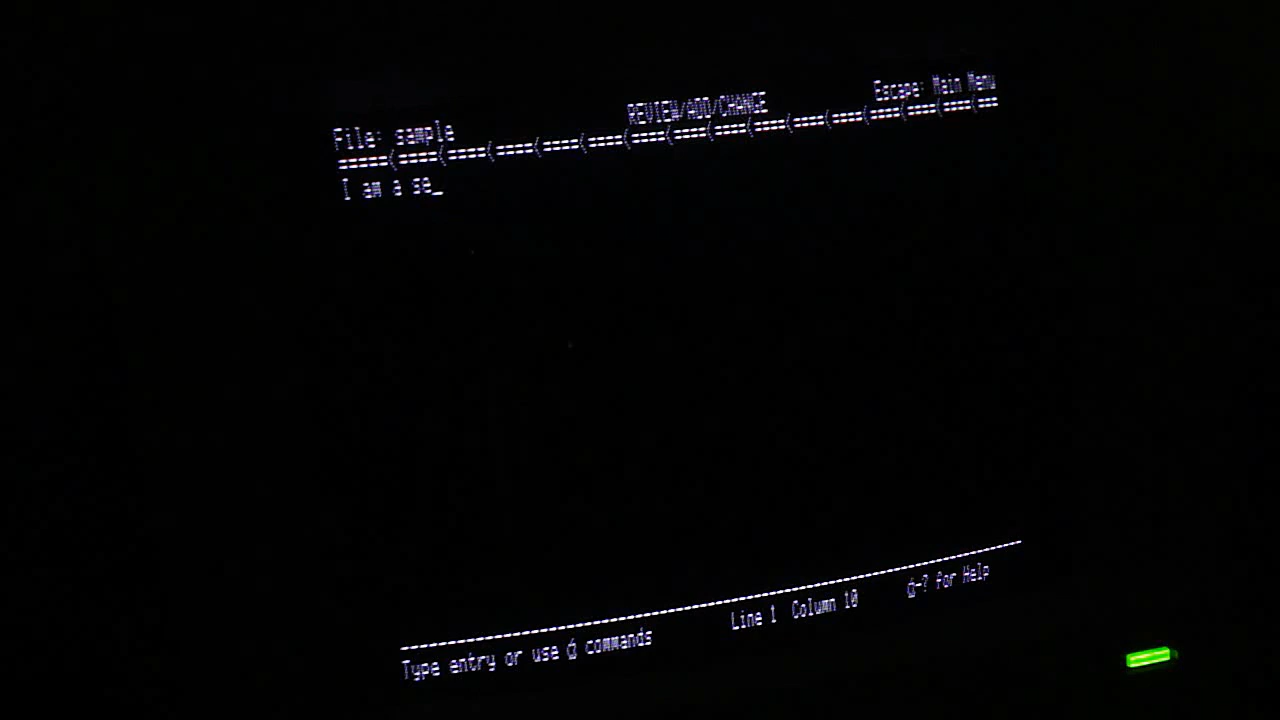 File: sample REVIEW/ADD/CHANGE Escape: Main Menu
=====<====<====<====<====<====<====<====<====<====<====<====<====<====<====<===
I am a se_
Type entry or use  commands Line 1 Column 10 -? for Help